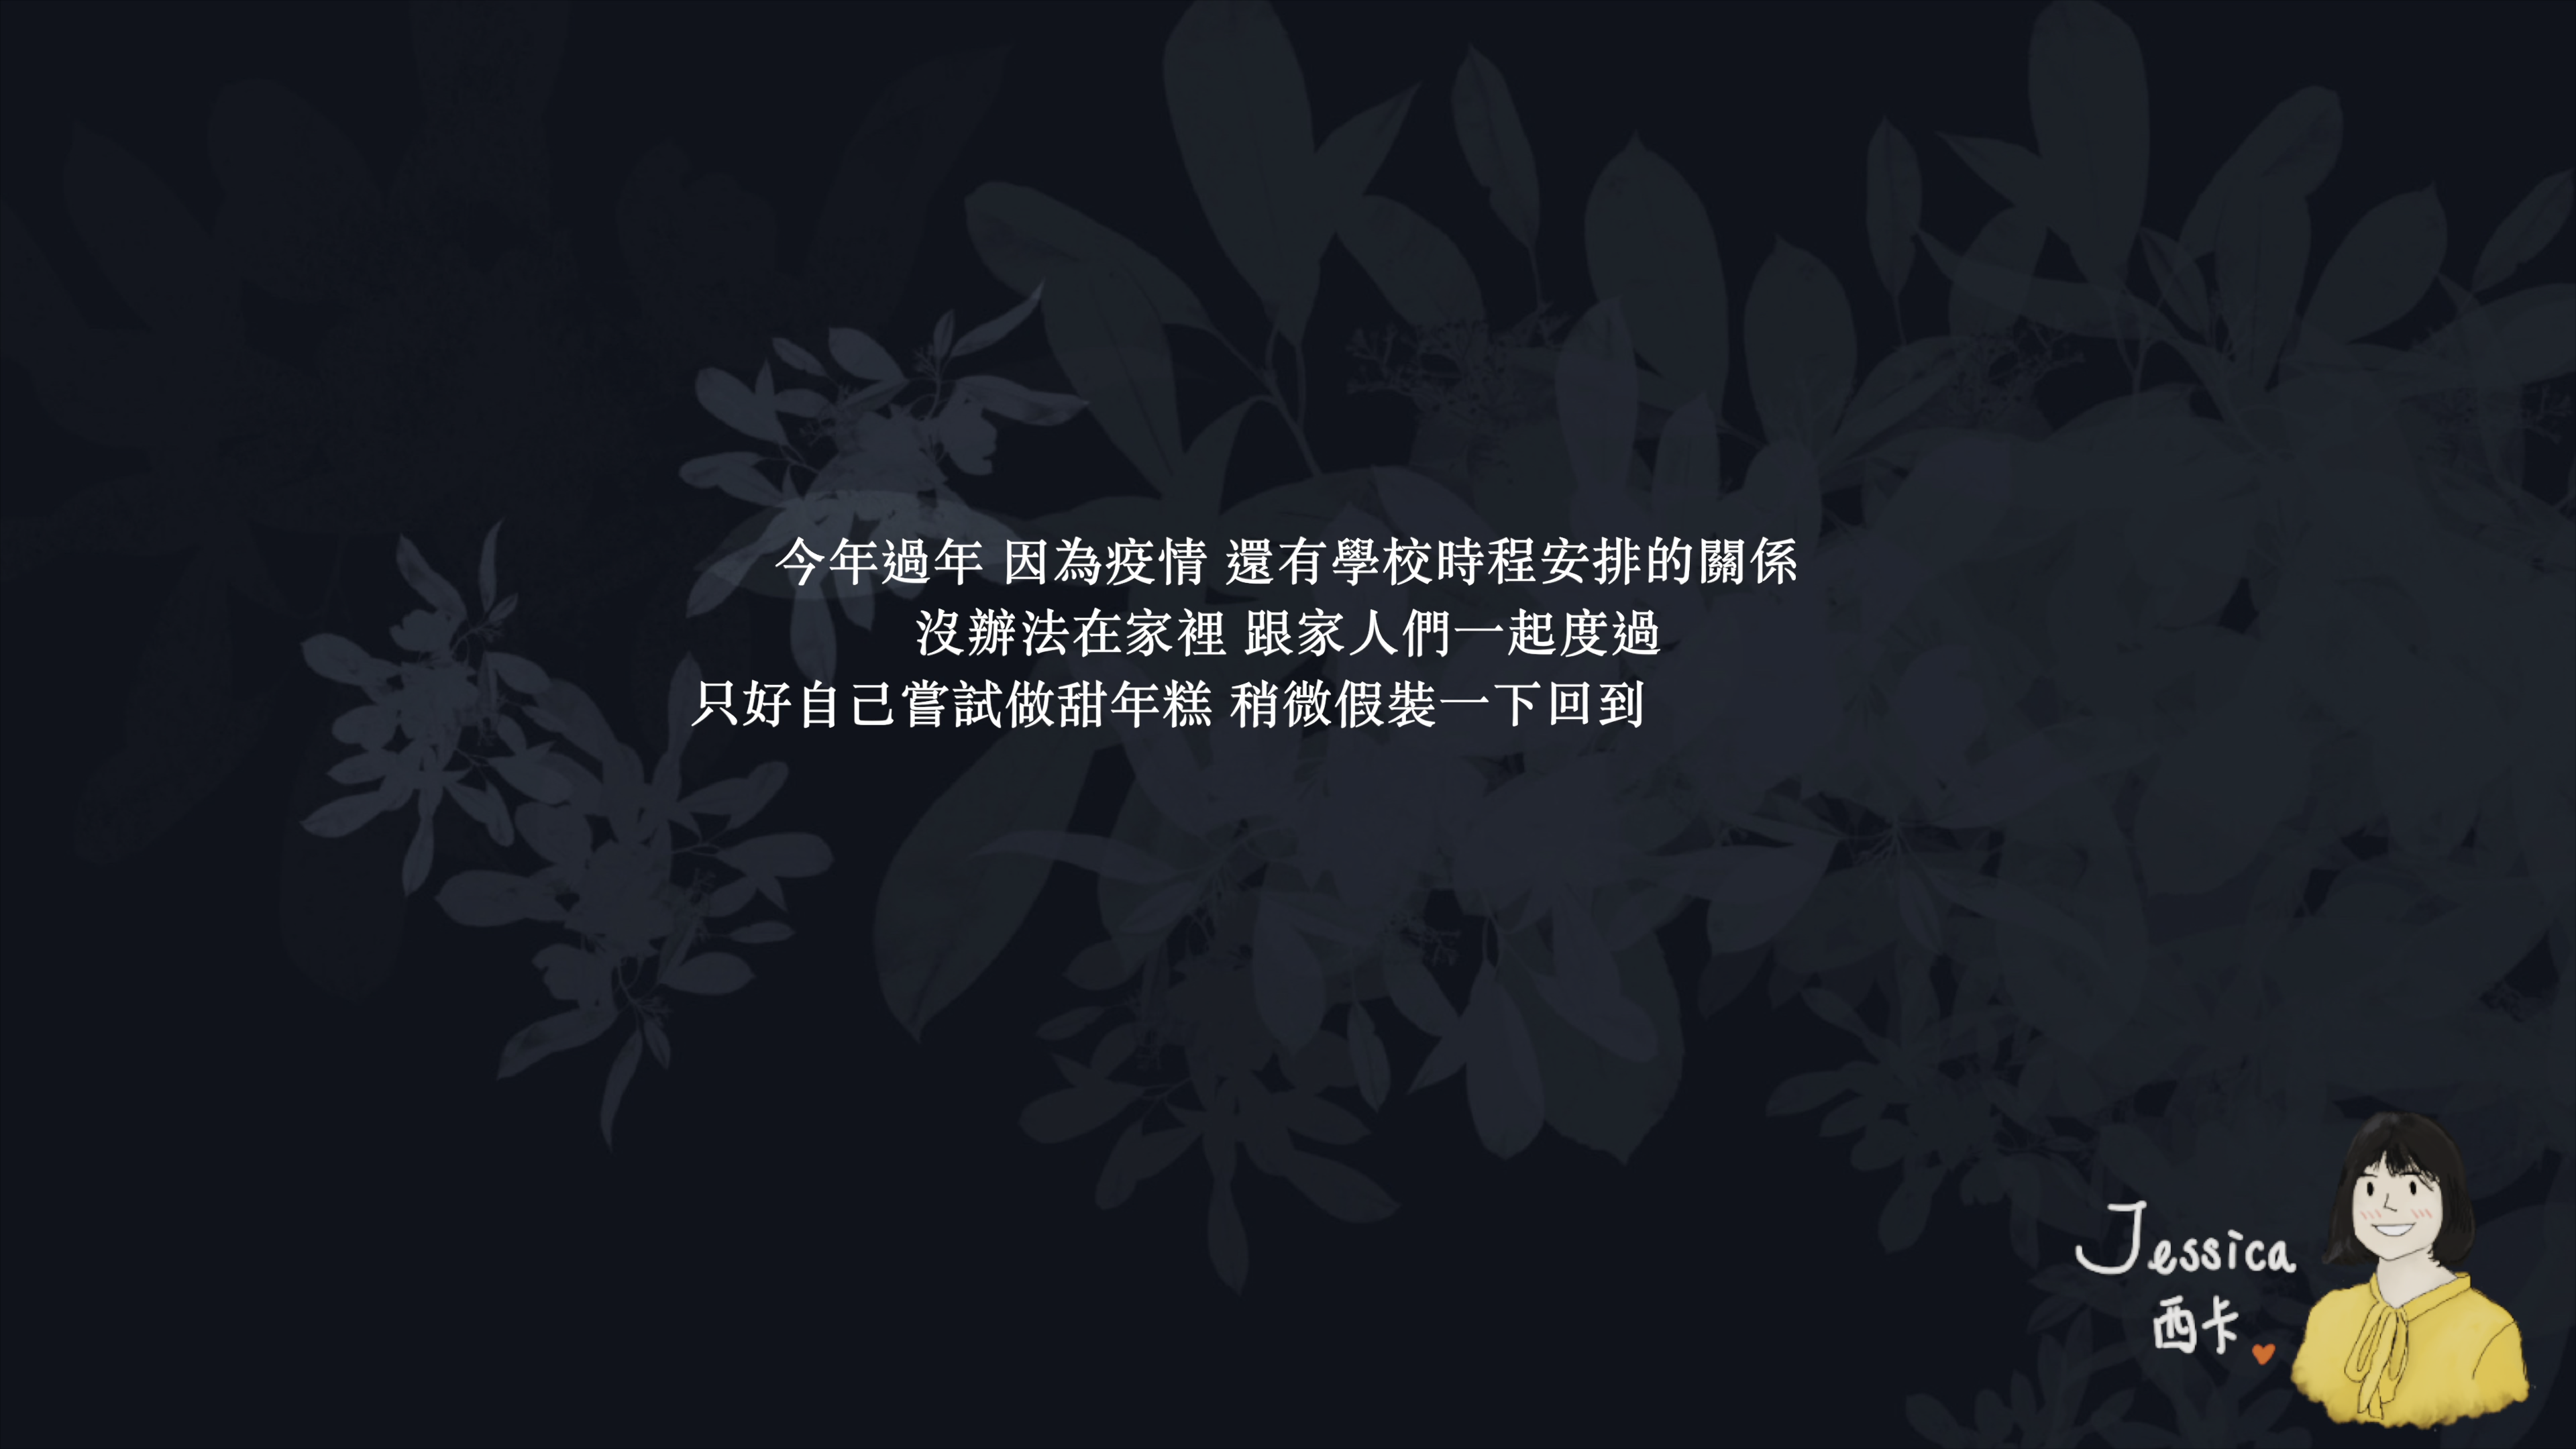 今年過年 因為疫情 還有學校時程安排的關係
沒辦法在家裡 跟家人們一起度過
只好自己嘗試做甜年糕 稍微假裝一下回到
Jessica
西卡